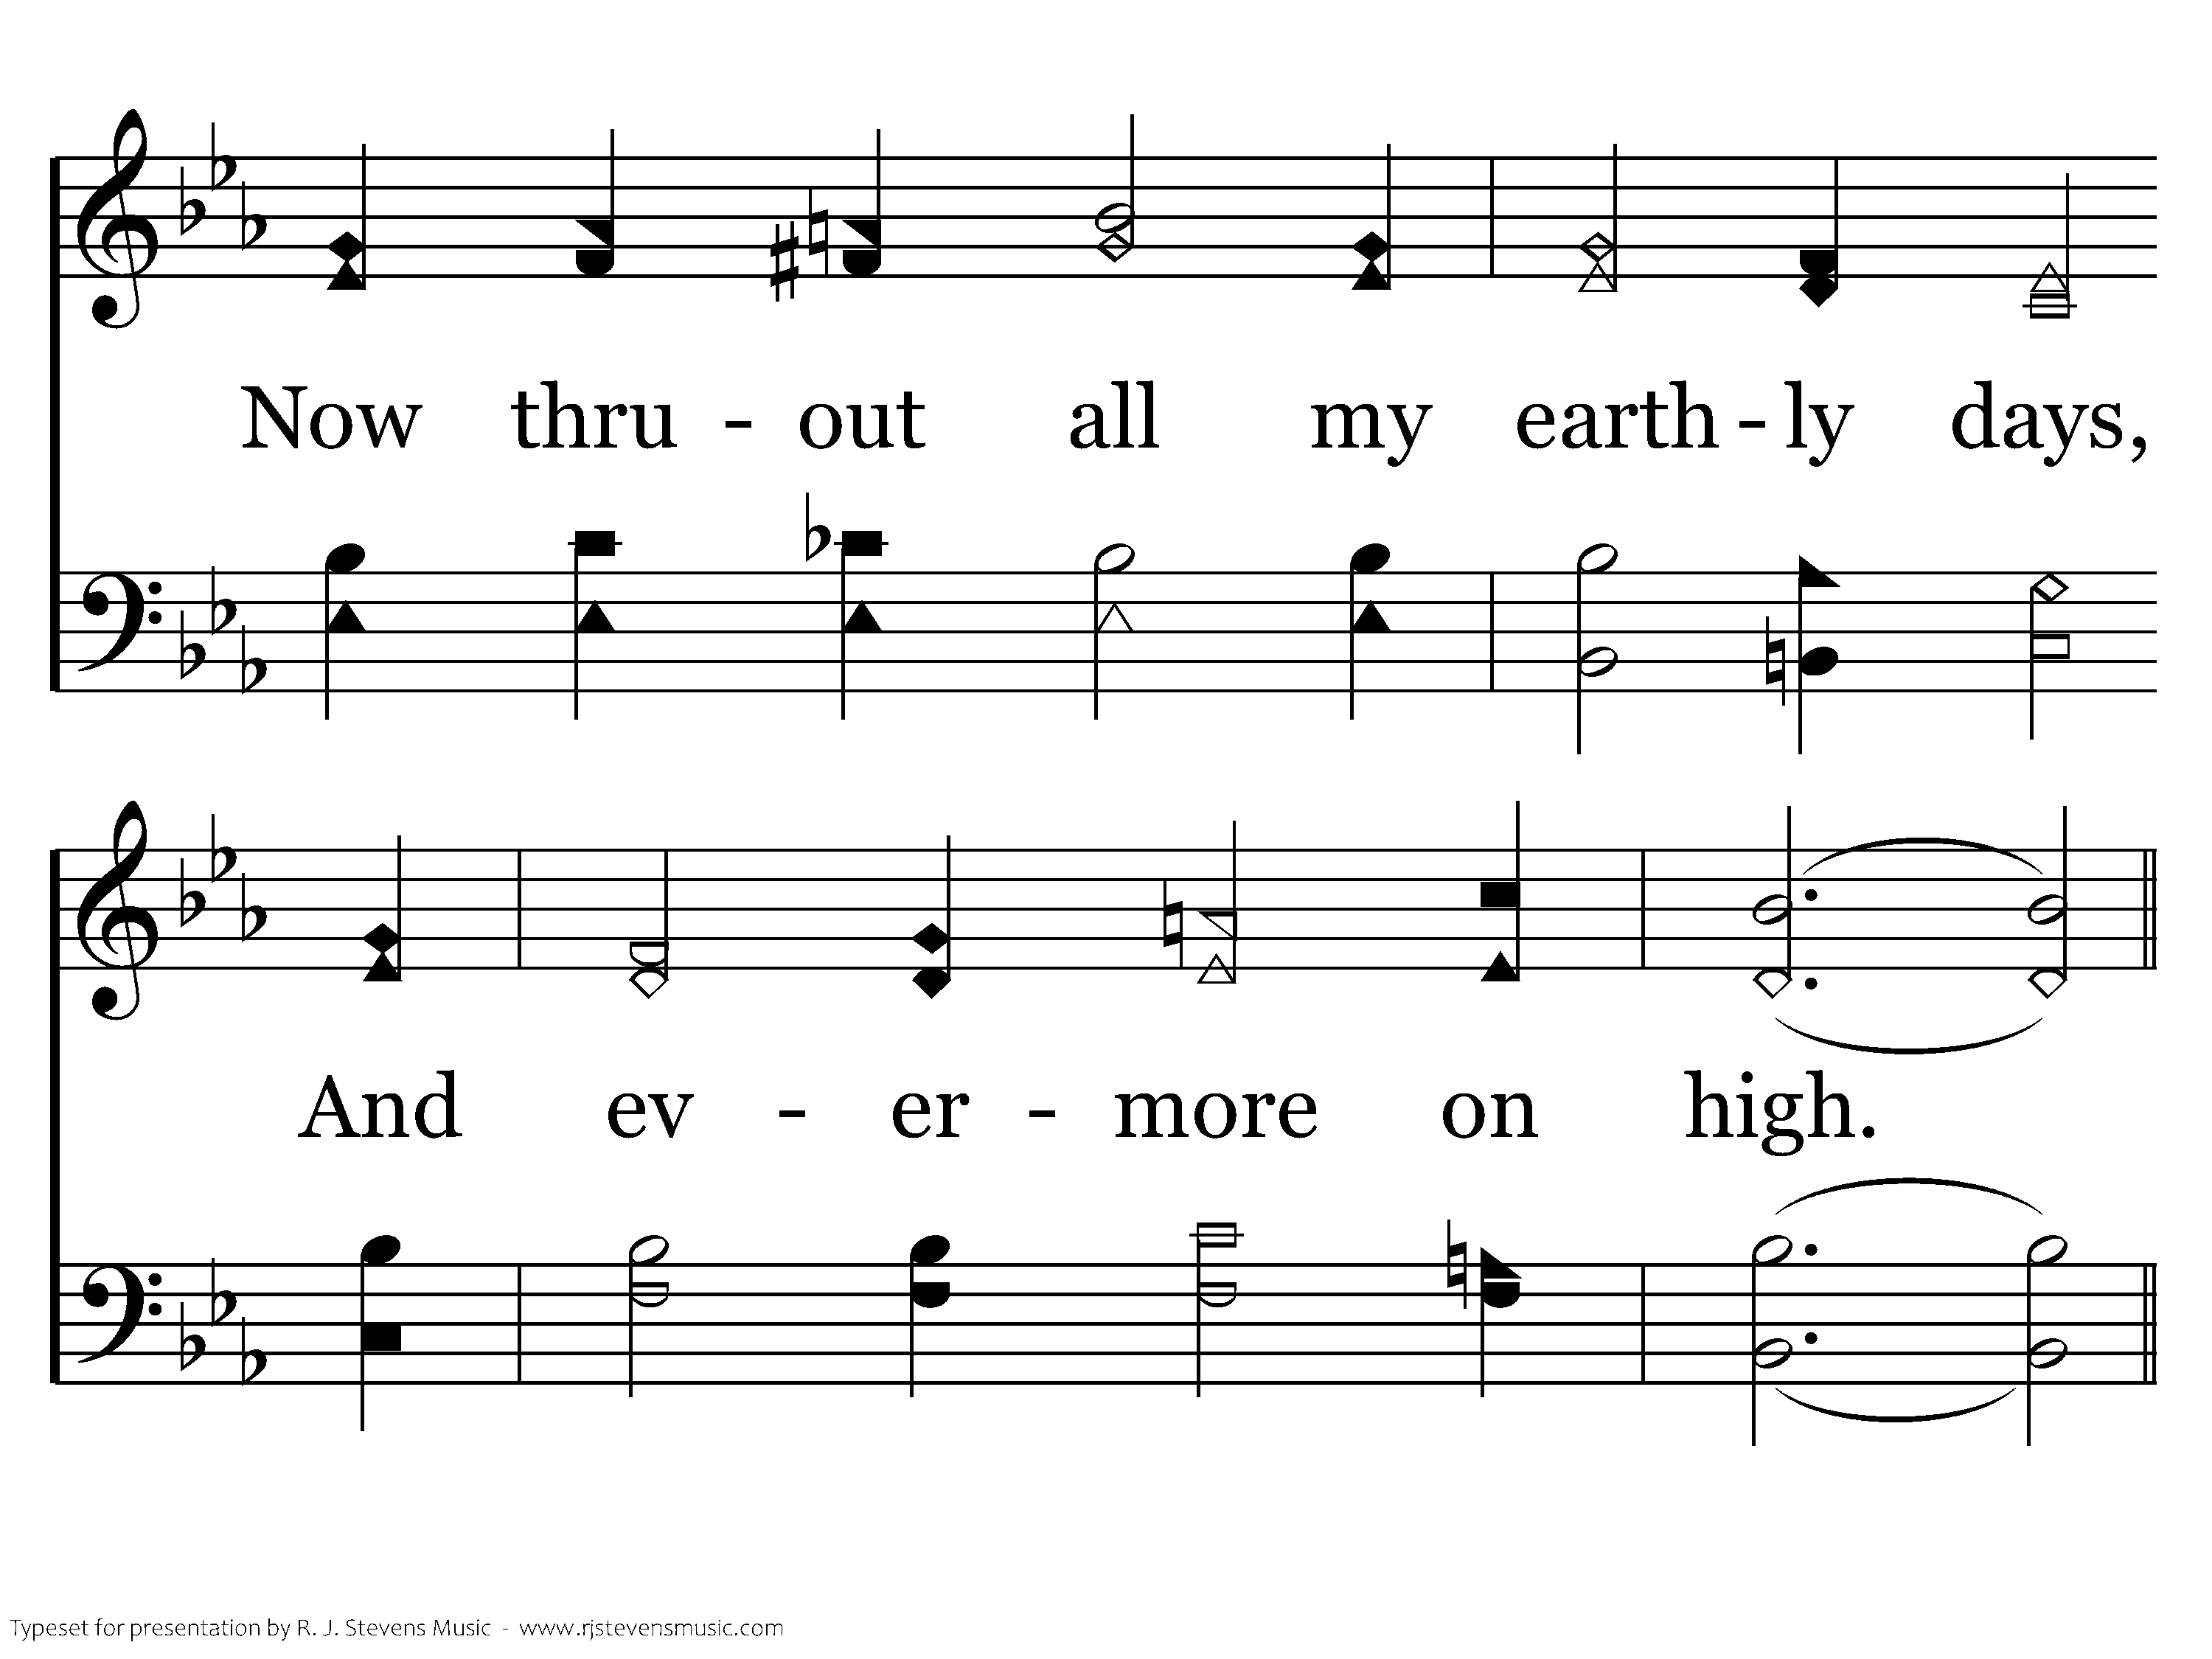 Now thru - out all my earth - ly days,
And ev - er - more on high.
Typeset for presentation by R. J. Stevens Music - www.rjstevensmusic.com